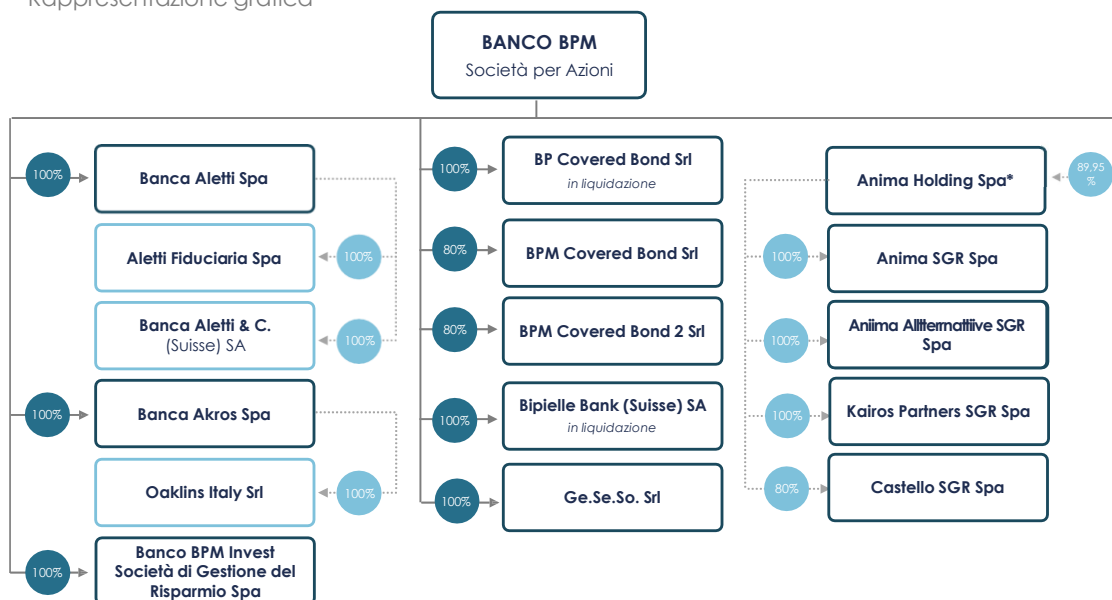 Rappresentazione grafica
BANCO BPM
Società per Azioni
100%
Banca Aletti Spa
Aletti Fiduciaria Spa
100%
Banca Aletti & C.
(Suisse) SA
100%
100%
Banca Akros Spa
Oaklins Italy Srl
100%
100%
Banco BPM Invest
Società di Gestione del
Risparmio Spa
100%
BP Covered Bond Srl
in liquidazione
80%
BPM Covered Bond Srl
80%
BPM Covered Bond 2 Srl
100%
Bipielle Bank (Suisse) SA
in liquidazione
100%
Ge.Se.So. Srl
Anima Holding Spa*
89,95
%
100%
Anima SGR Spa
100%
Aniima Allltternattiive SGR
Spa
100%
Kairos Partners SGR Spa
80%
Castello SGR Spa